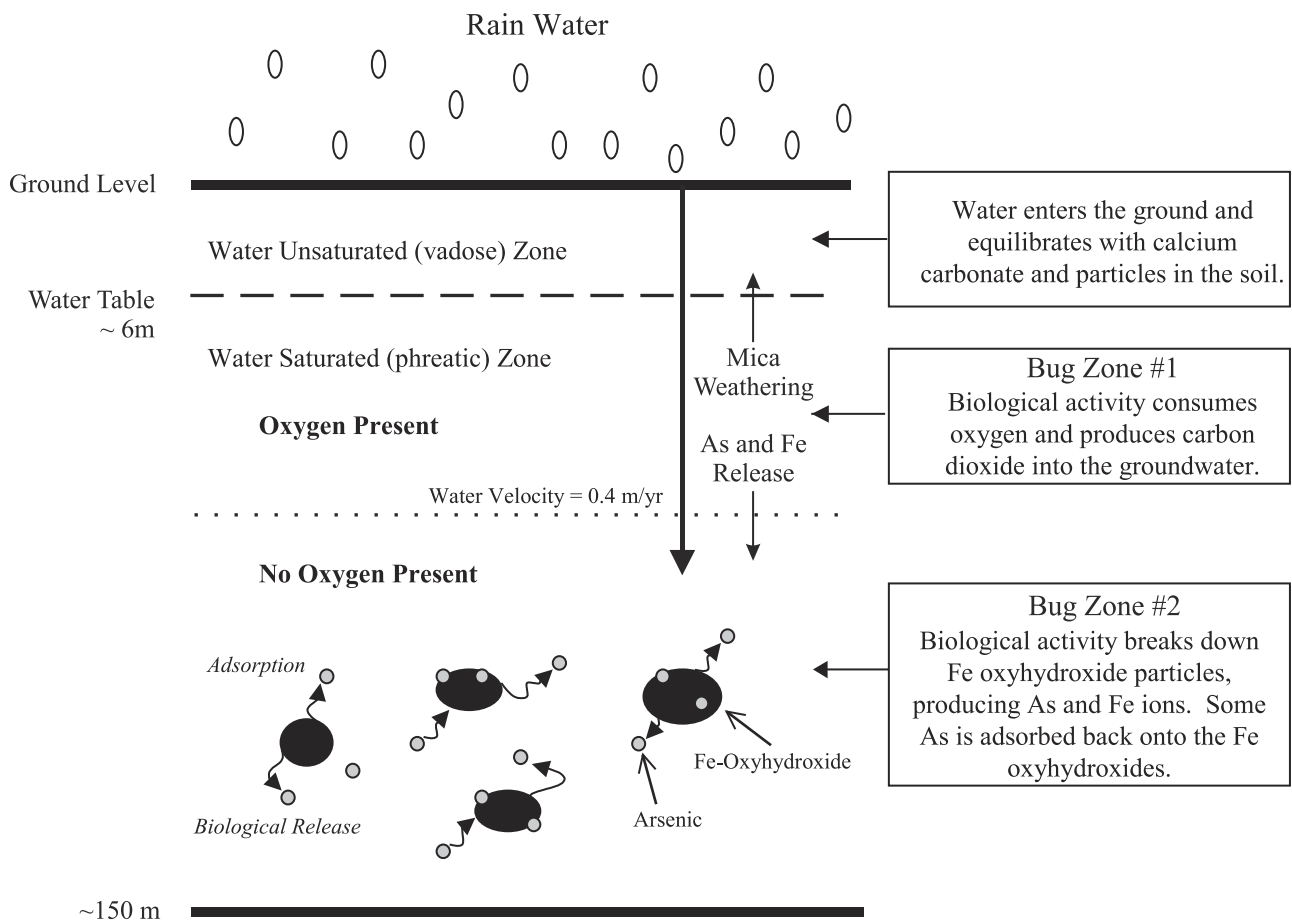 Rain Water
Ground Level
Water Unsaturated (vadose) Zone
Water enters the ground and
equilibrates with calcium
carbonate and particles in the soil.
Water Table
~ 6m
Water Saturated (phreatic) Zone
Mica
Weathering
Oxygen Present
As and Fe
Release
Bug Zone #1
Biological activity consumes
oxygen and produces carbon
dioxide into the groundwater.
Water Velocity = 0.4 m/yr
No Oxygen Present
Bug Zone #2
Biological activity breaks down
Fe oxyhydroxide particles,
producing As and Fe ions. Some
As is adsorbed back onto the Fe
oxyhydroxides.
Adsorption
Biological Release
Fe-Oxyhydroxide
Arsenic
~150 m